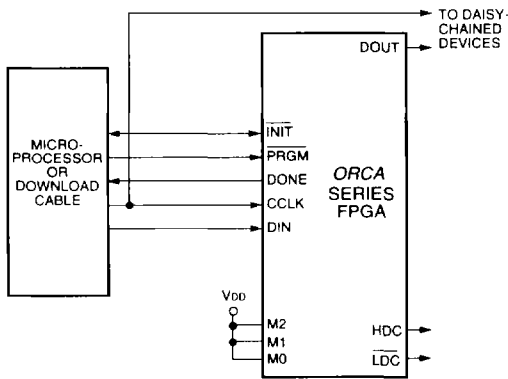 TO DAISY-
CHAINED
DEVICES
DOUT
MICRO-
PROCESSOR
OR
DOWNLOAD
CABLE
INIT
PRGM
DONE
CCLK
DIN
ORCA
SERIES
FPGA
VDD
M2
M1
M0
HDC
LDC